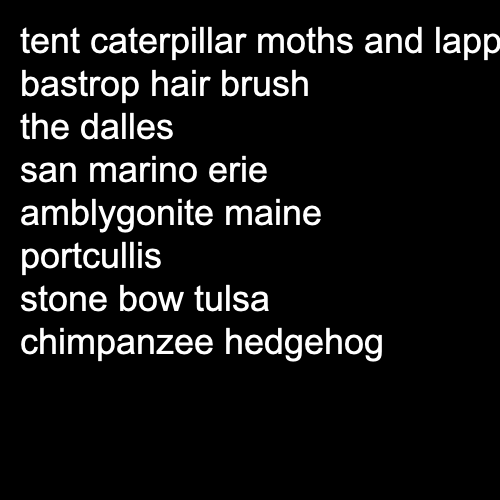 tent caterpillar moths and lapp
bastrop hair brush
the dalles
san marino erie
amblygonite maine
portcullis
stone bow tulsa
chimpanzee hedgehog